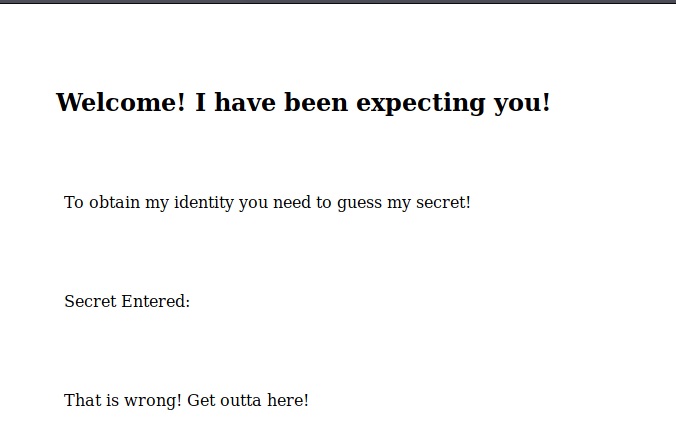 Welcome! I have been expecting you!
To obtain my identity you need to guess my secret!
Secret Entered:
That is wrong! Get outta here!